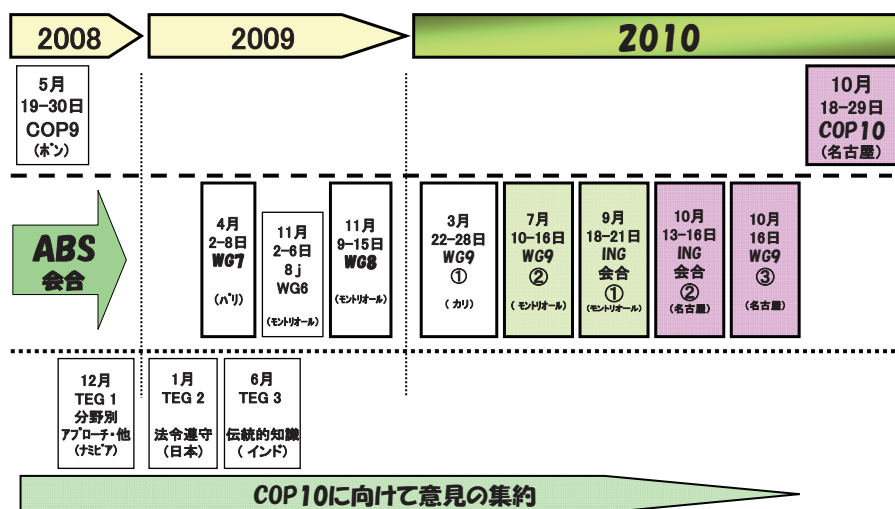 2008
2009
2010
5月
19-30日
COP9
(ボン)
10月
18-29日
COP10
(名古屋)
ABS
会合
4月
2-8日
WG7
(パリ)
11月
2-6日
8j
WG6
(モントリオール)
11月
9-15日
WG8
(モントリオール)
3月
22-28日
WG9
①
(カリ)
7月
10-16日
WG9
②
(モントリオール)
9月
18-21日
ING
会合
①
(モントリオール)
10月
13-16日
ING
会合
②
(名古屋)
10月
16日
WG9
③
(名古屋)
12月
TEG 1
分野別
アプローチ・他
(ナミビア)
1月
TEG 2
法令遵守
(日本)
6月
TEG 3
伝統的知識
(インド)
COP10に向けて意見の集約